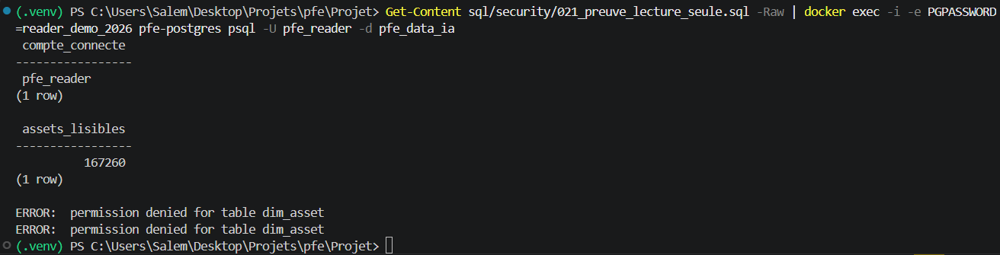 (.venv) PS C:\Users\Salem\Desktop\Projets\pfe\Projet> Get-Content sql/security/021_preuve_lecture_seule.sql -Raw | docker exec -i -e PGPASSWORD
=reader_demo_2026 pfe-postgres psql -U pfe_reader -d pfe_data_ia
 compte_connecte
-----------------
 pfe_reader
(1 row)

 assets_lisibles
-----------------
          167260
(1 row)

ERROR:  permission denied for table dim_asset
ERROR:  permission denied for table dim_asset
(.venv) PS C:\Users\Salem\Desktop\Projets\pfe\Projet>